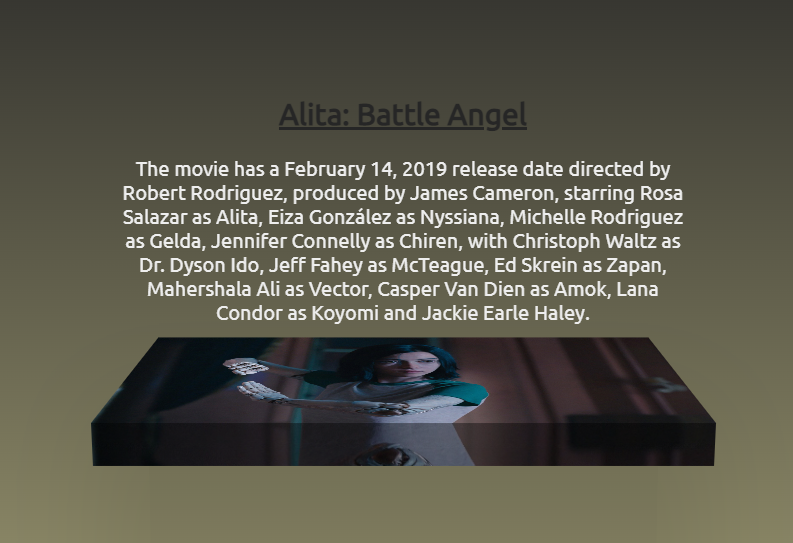 Alita: Battle Angel
The movie has a February 14, 2019 release date directed by
Robert Rodriguez, produced by James Cameron, starring Rosa
Salazar as Alita, Eiza González as Nyssiana, Michelle Rodriguez
as Gelda, Jennifer Connelly as Chiren, with Christoph Waltz as
Dr. Dyson Ido, Jeff Fahey as McTeague, Ed Skrein as Zapan,
Mahershala Ali as Vector, Casper Van Dien as Amok, Lana
Condor as Koyomi and Jackie Earle Haley.